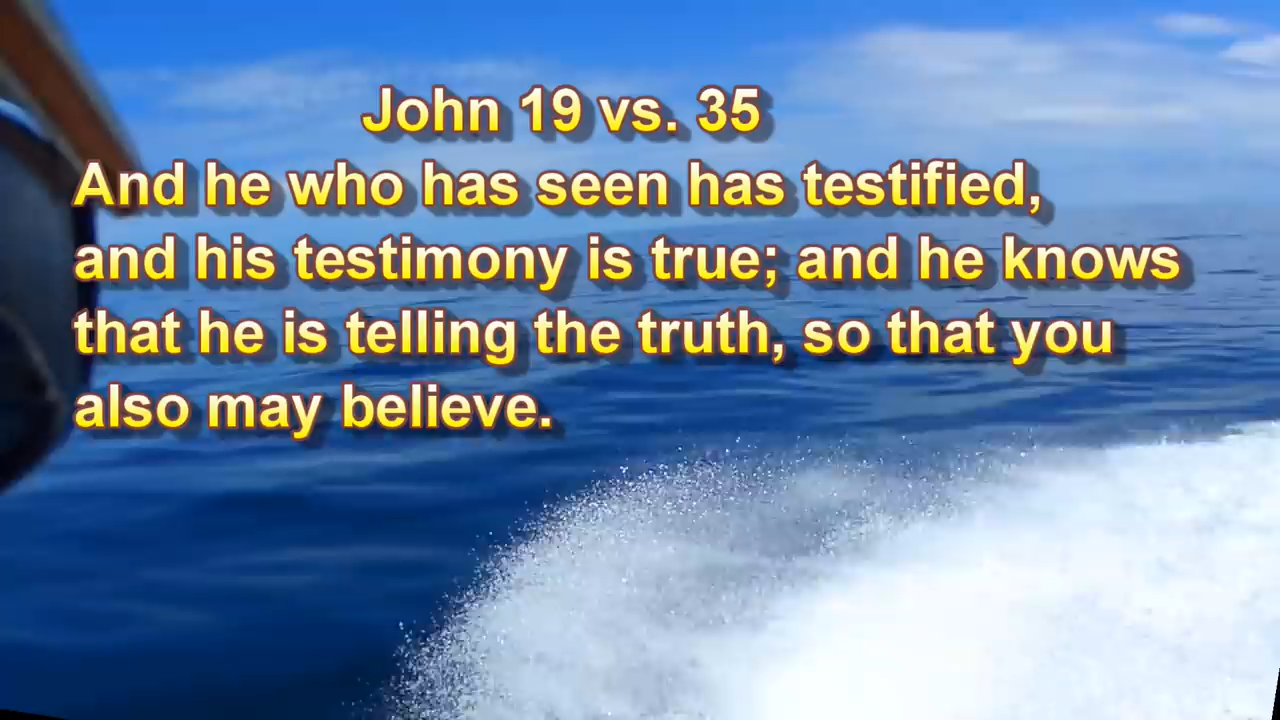 John 19 vs. 35
And he who has seen has testified,
and his testimony is true; and he knows
that he is telling the truth, so that you
also may believe.